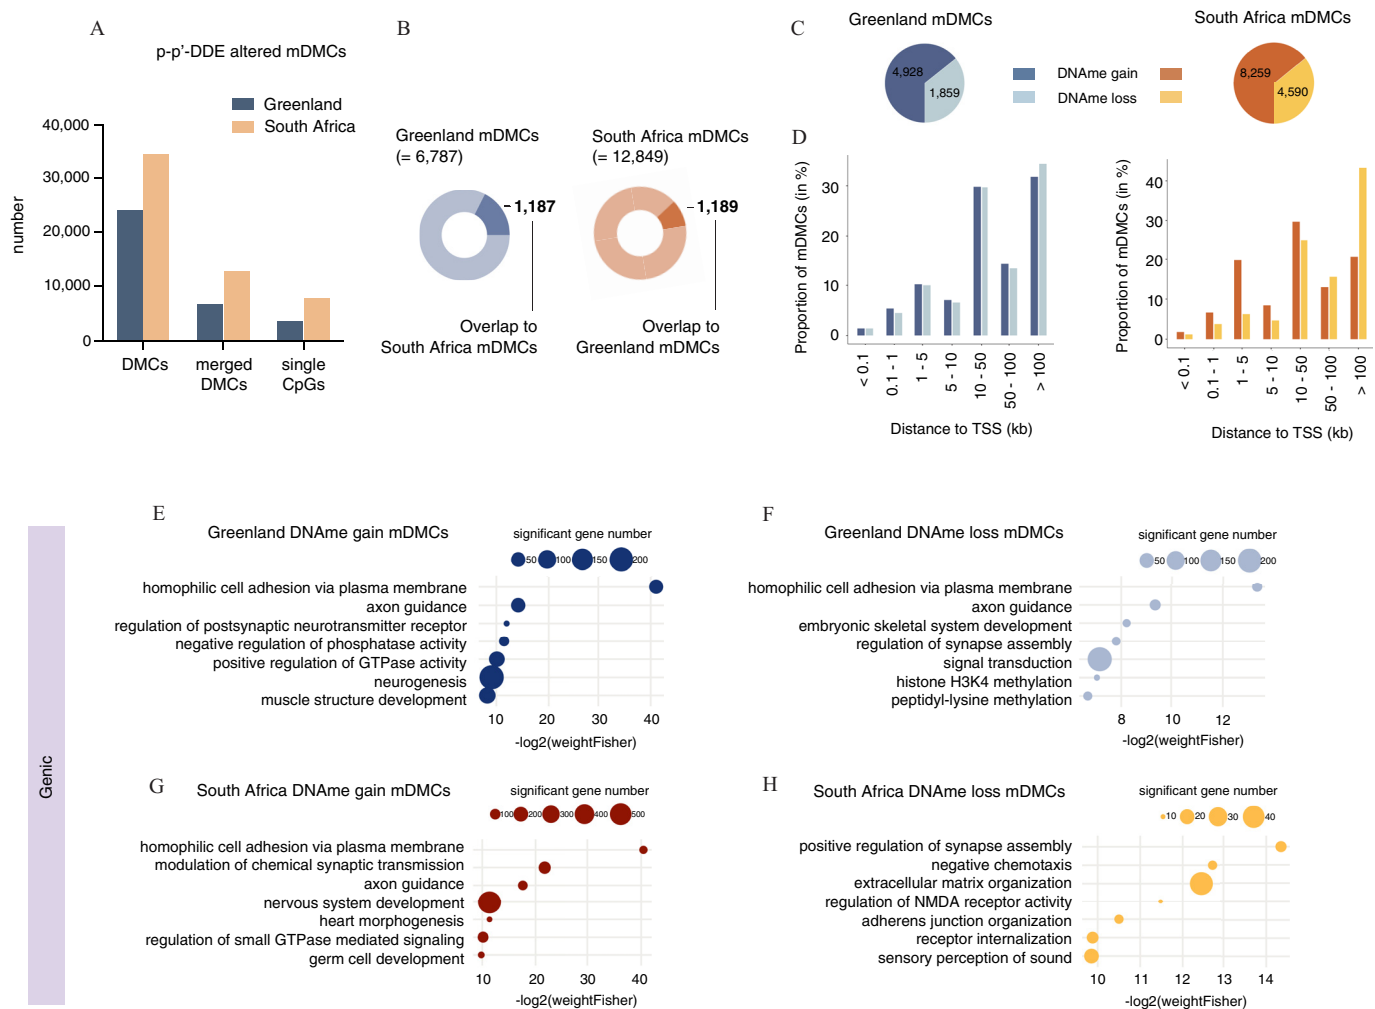 A
p-p'-DDE altered mDMCs
Greenland
South Africa
number
40,000
30,000
20,000
10,000
0
DMCs
merged
DMCs
single
CpGs
B
Greenland mDMCs
(= 6,787)
1,187
Overlap to
South Africa mDMCs
South Africa mDMCs
(= 12,849)
1,189
Overlap to
Greenland mDMCs
C
Greenland mDMCs
4,928
1,859
DNAme gain
DNAme loss
South Africa mDMCs
8,259
4,590
D
Proportion of mDMCs (in %)
30
20
10
0
< 0.1
0.1 - 1
1 - 5
5 - 10
10 - 50
50 - 100
> 100
Distance to TSS (kb)
Proportion of mDMCs (in %)
40
30
20
10
0
< 0.1
0.1 - 1
1 - 5
5 - 10
10 - 50
50 - 100
> 100
Distance to TSS (kb)
Genic
E
Greenland DNAme gain mDMCs
significant gene number
50 100 150 200
homophilic cell adhesion via plasma membrane
axon guidance
regulation of postsynaptic neurotransmitter receptor
negative regulation of phosphatase activity
positive regulation of GTPase activity
neurogenesis
muscle structure development
10 20 30 40
-log2(weightFisher)
F
Greenland DNAme loss mDMCs
significant gene number
50 100 150 200
homophilic cell adhesion via plasma membrane
axon guidance
embryonic skeletal system development
regulation of synapse assembly
signal transduction
histone H3K4 methylation
peptidyl-lysine methylation
8 10 12
-log2(weightFisher)
G
South Africa DNAme gain mDMCs
significant gene number
100 200 300 400 500
homophilic cell adhesion via plasma membrane
modulation of chemical synaptic transmission
axon guidance
nervous system development
heart morphogenesis
regulation of small GTPase mediated signaling
germ cell development
10 20 30 40
-log2(weightFisher)
H
South Africa DNAme loss mDMCs
significant gene number
10 20 30 40
positive regulation of synapse assembly
negative chemotaxis
extracellular matrix organization
regulation of NMDA receptor activity
adherens junction organization
receptor internalization
sensory perception of sound
10 11 12 13 14
-log2(weightFisher)